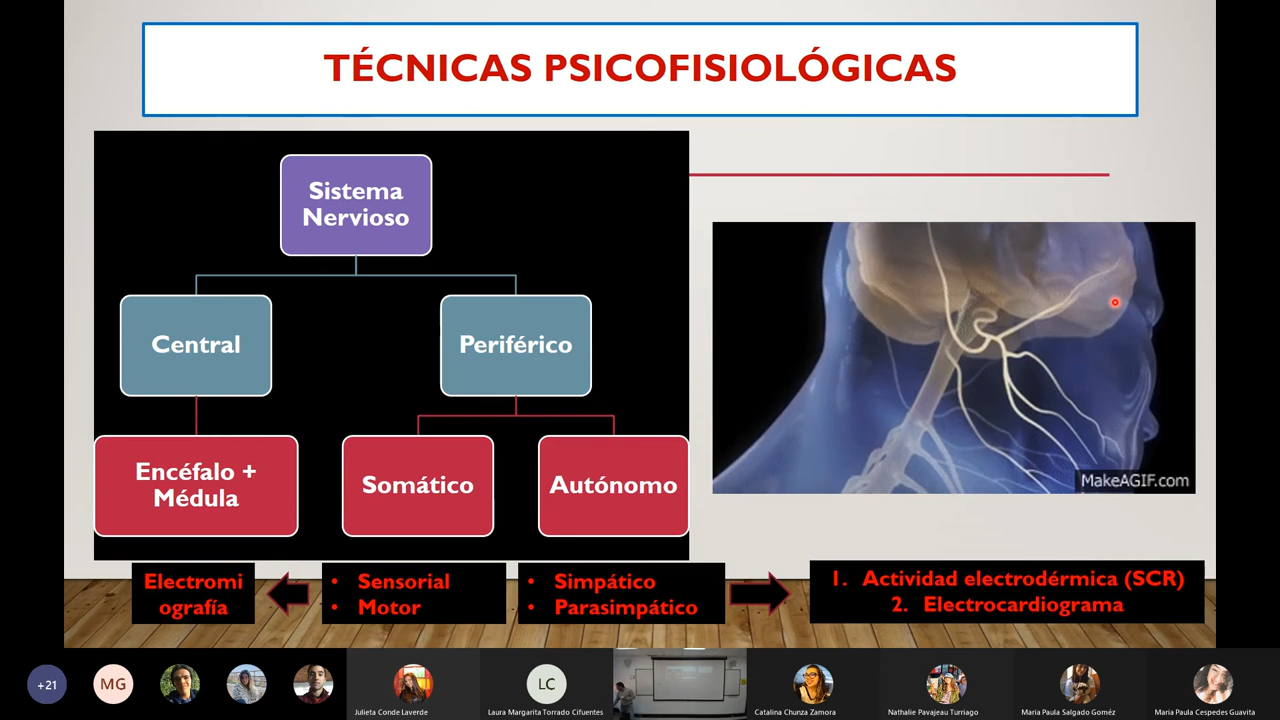 TÉCNICAS PSICOFISIOLÓGICAS
Sistema
Nervioso
Central
Periférico
Encéfalo +
Médula
Somático
Autónomo
MakeAGIF.com
Electromi
ografía
• Sensorial
• Motor
• Simpático
• Parasimpático
1. Actividad electrodérmica (SCR)
2. Electrocardiograma
+21
MG
LC
Julieta Conde Laverde
Laura Margarita Torrado Cifuentes
Catalina Chunza Zamora
Nathalie Pavajeau Turriago
Maria Paula Salgado Goméz
Maria Paula Cespedes Guavita